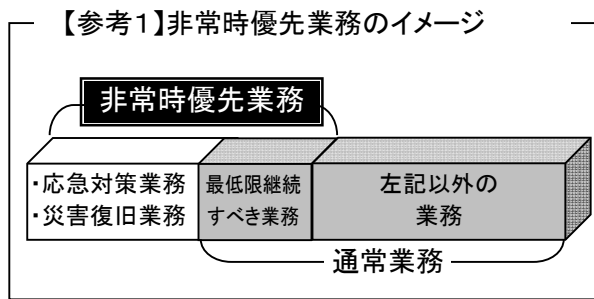 【参考1】非常時優先業務のイメージ
非常時優先業務
・応急対策業務
・災害復旧業務
最低限継続
すべき業務
左記以外の
業務
通常業務